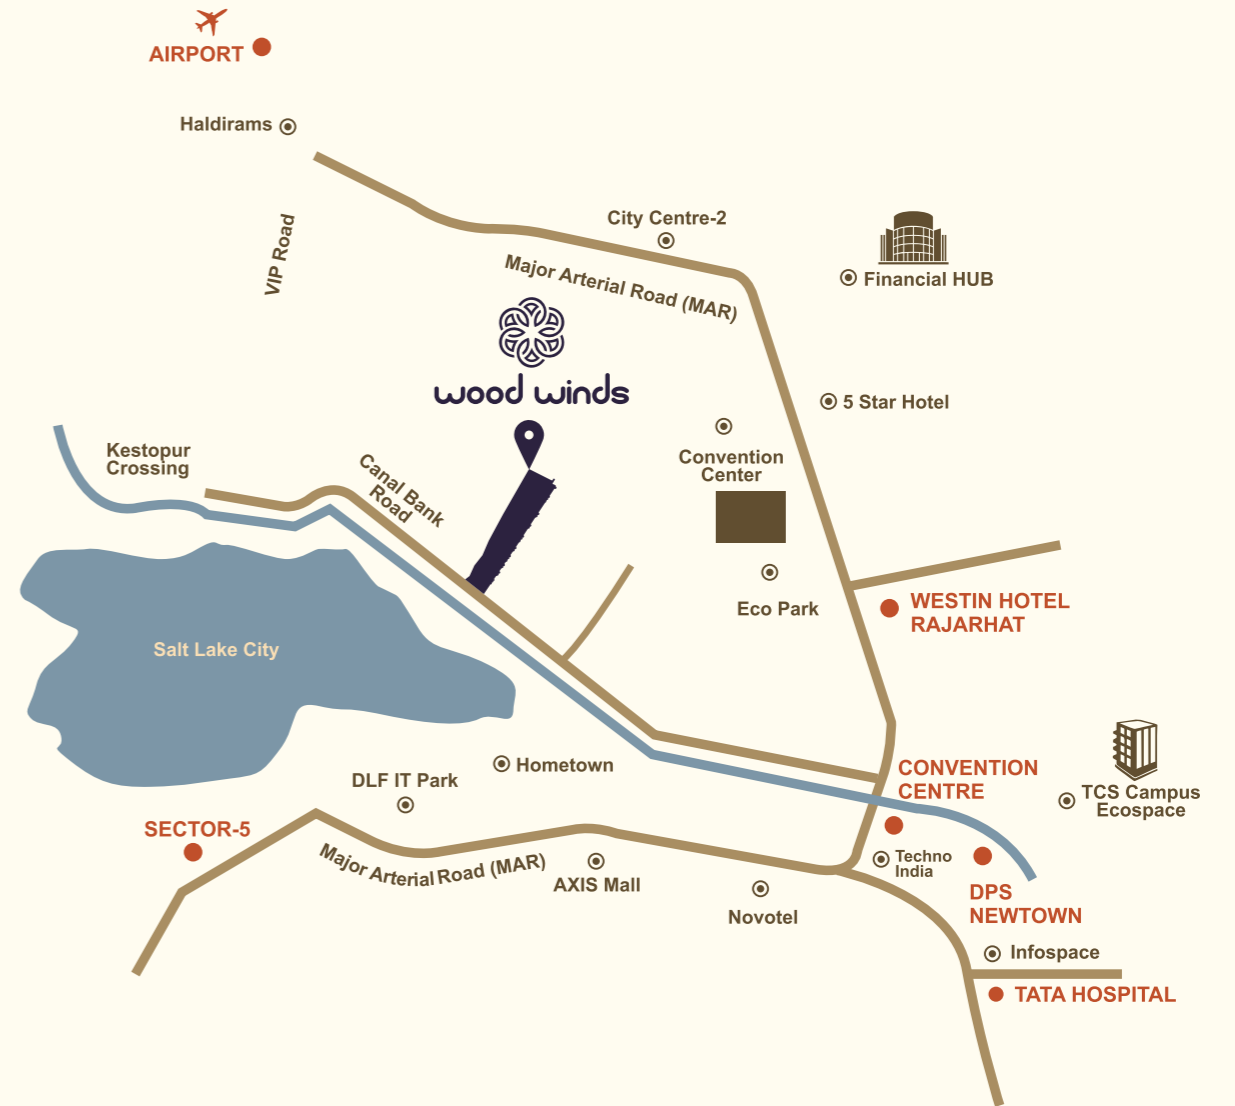 AIRPORT
Haldirams
VIP Road
City Centre-2
Major Arterial Road (MAR)
Financial HUB
wood winds
5 Star Hotel
Convention
Center
Kestopur
Crossing
Canal Bank
Road
Eco Park
WESTIN HOTEL
RAJARHAT
Salt Lake City
Hometown
DLF IT Park
CONVENTION
CENTRE
TCS Campus
Ecospace
SECTOR-5
Major Arterial Road (MAR)
AXIS Mall
Techno
India
Novotel
DPS
NEWTOWN
Infospace
TATA HOSPITAL